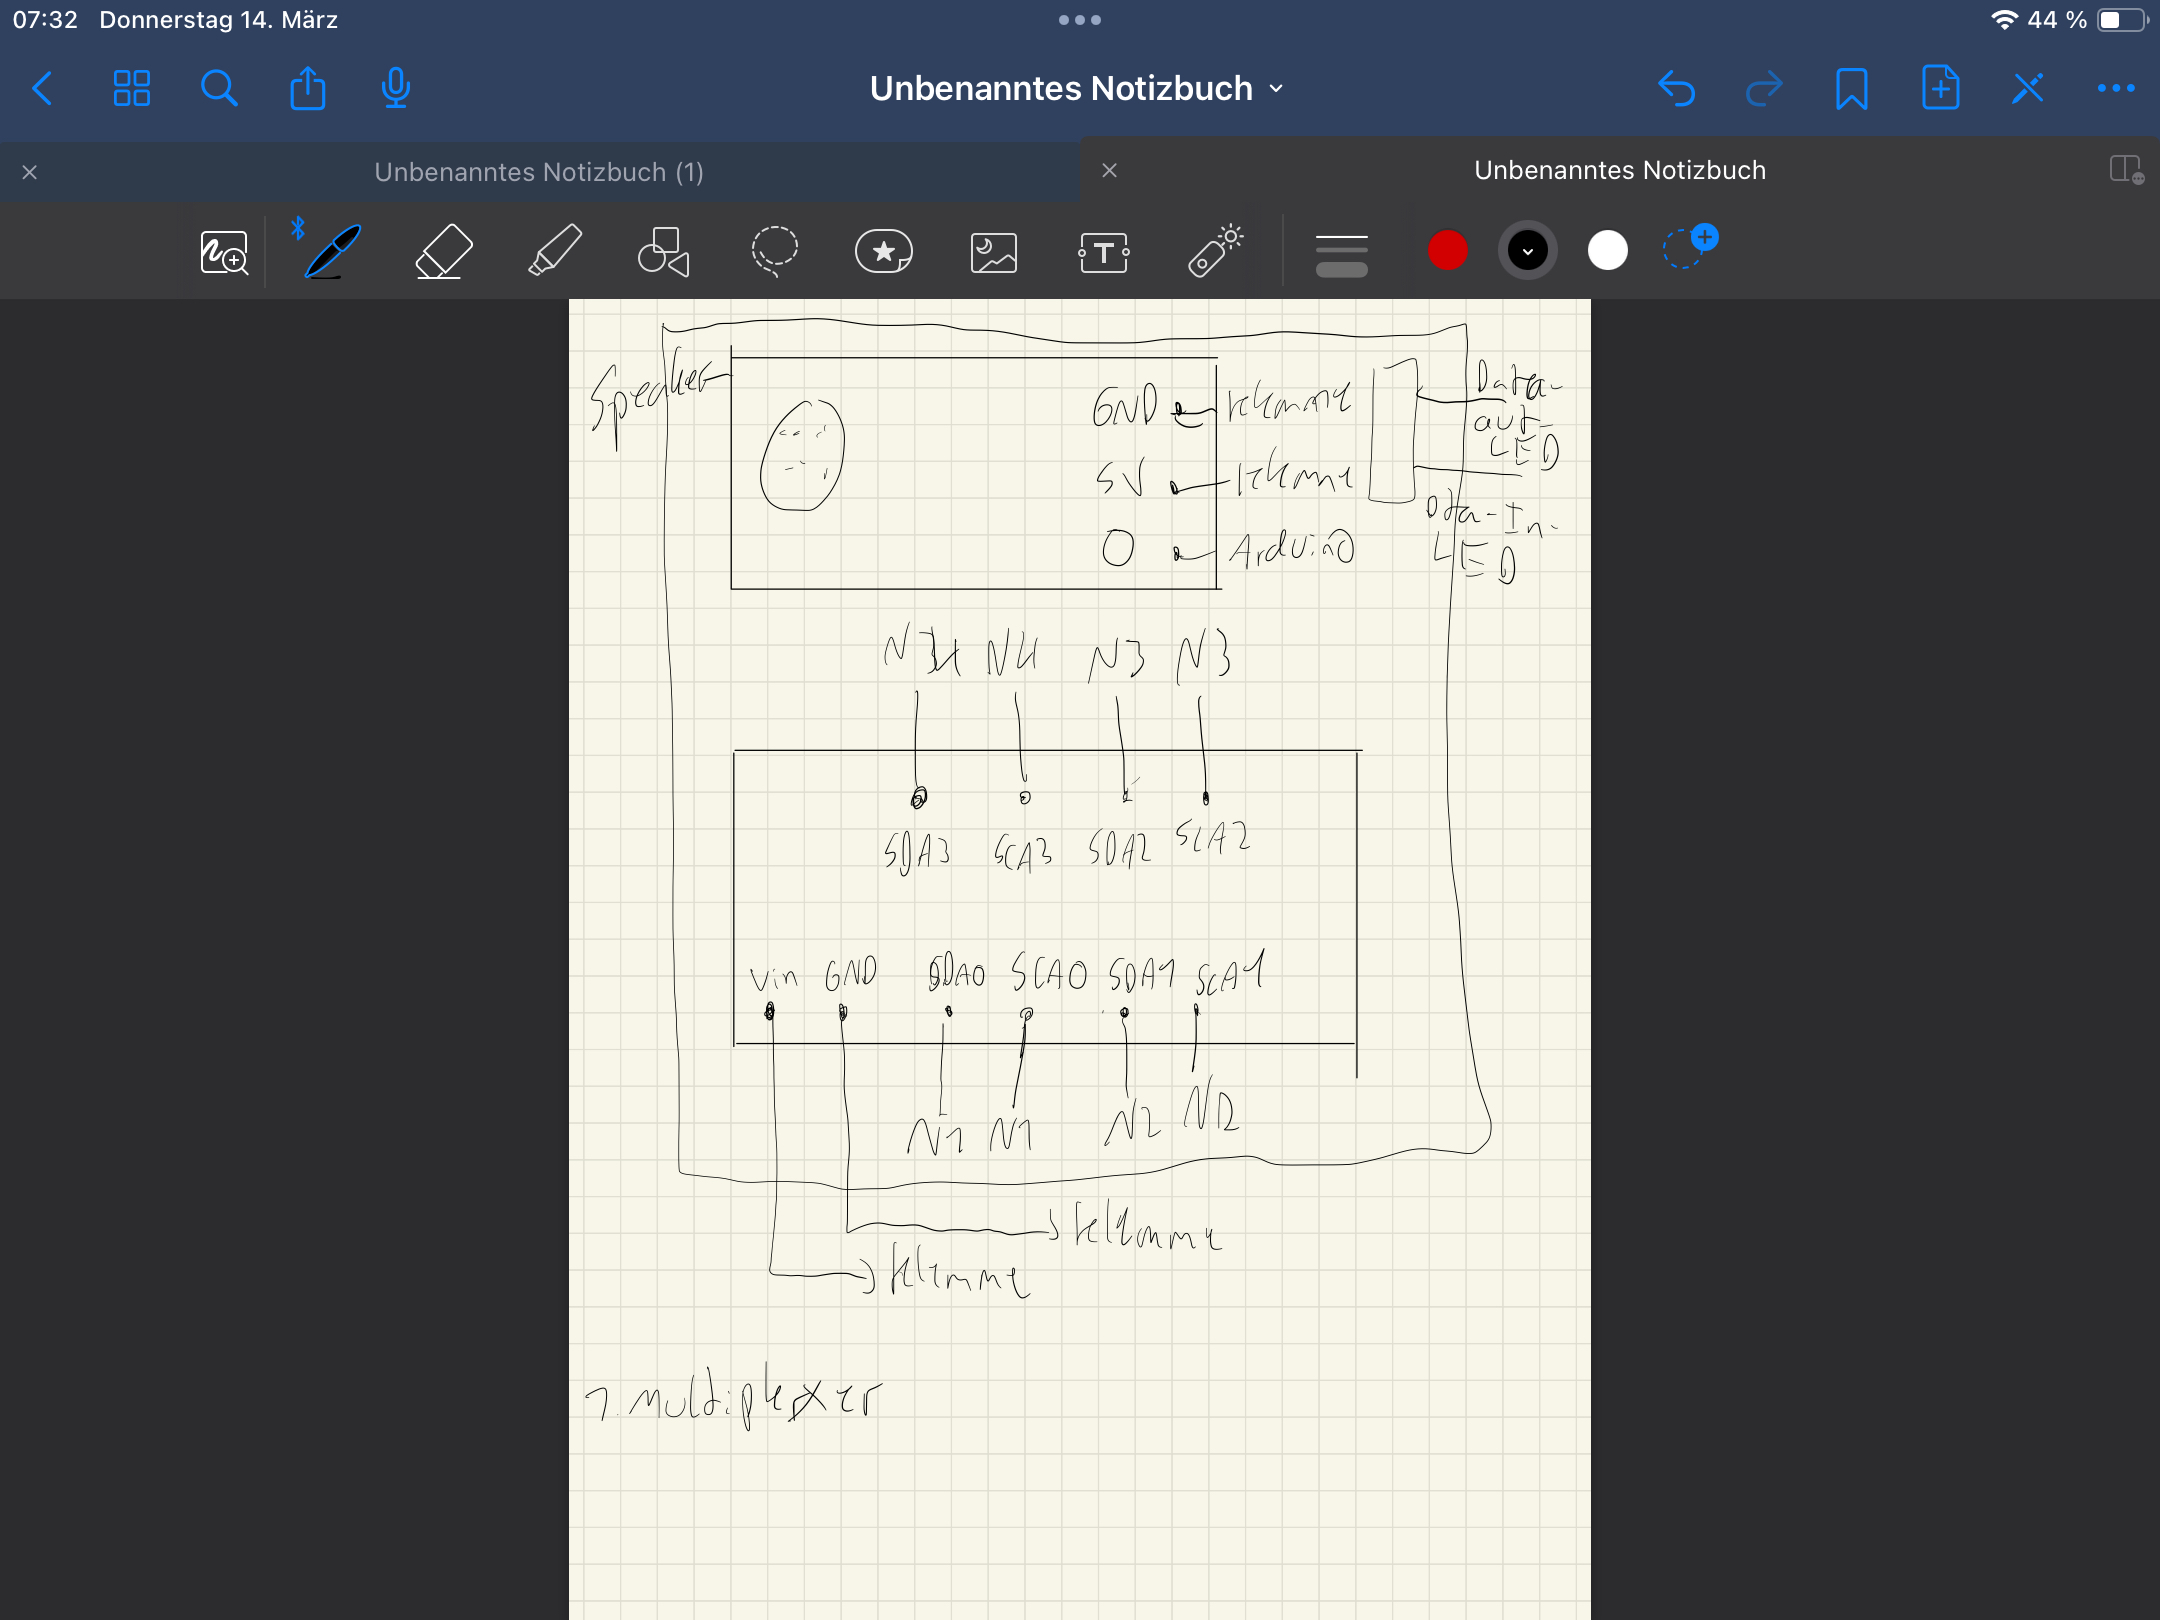 07:32 Donnerstag 14. März 44 %
Unbenanntes Notizbuch
Unbenanntes Notizbuch (1) Unbenanntes Notizbuch
Speaker
GND Klemme
5V Klemme
O Arduino
Data-
out-
LED
Data-In-
LED
N4 N4 N3 N3
SDA3 SCA3 SDA2 SCA2
Vin GND SDA0 SCA0 SDA1 SCA1
N1 N1 N2 N2
Klemme
Klemme
1. Multiplexer